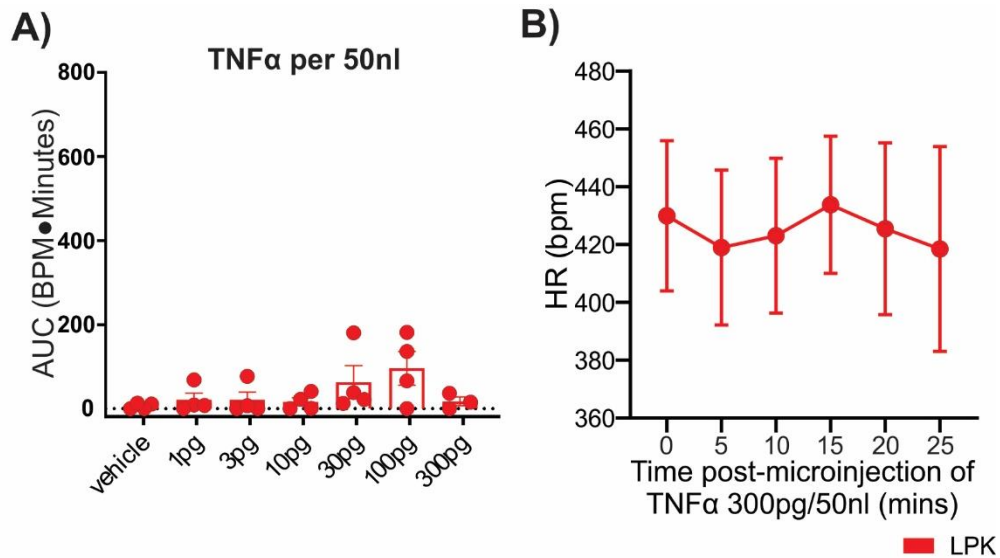 A)
TNFα per 50nl
AUC (BPM●Minutes)
800
600
400
200
0
vehicle
1pg
3pg
10pg
30pg
100pg
300pg
B)
HR (bpm)
480
460
440
420
400
380
360
0 5 10 15 20 25
Time post-microinjection of
TNFα 300pg/50nl (mins)
LPK